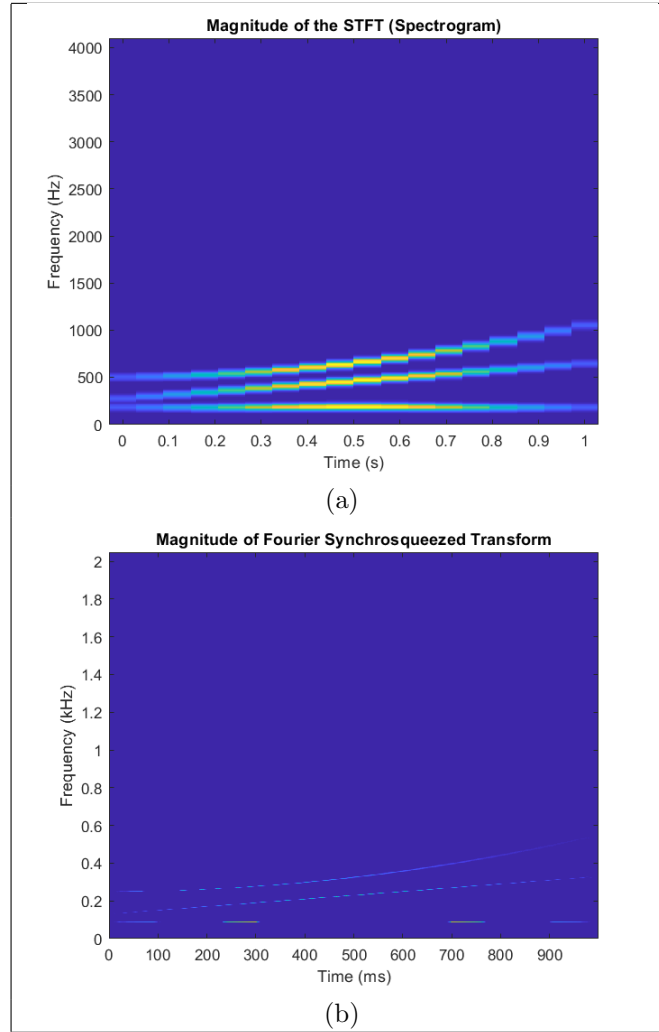 Magnitude of the STFT (Spectrogram)
4000
3500
3000
2500
2000
1500
1000
500
0
Frequency (Hz)
0 0.1 0.2 0.3 0.4 0.5 0.6 0.7 0.8 0.9 1
Time (s)
(a)
Magnitude of Fourier Synchrosqueezed Transform
2
1.8
1.6
1.4
1.2
1
0.8
0.6
0.4
0.2
0
Frequency (kHz)
0 100 200 300 400 500 600 700 800 900
Time (ms)
(b)